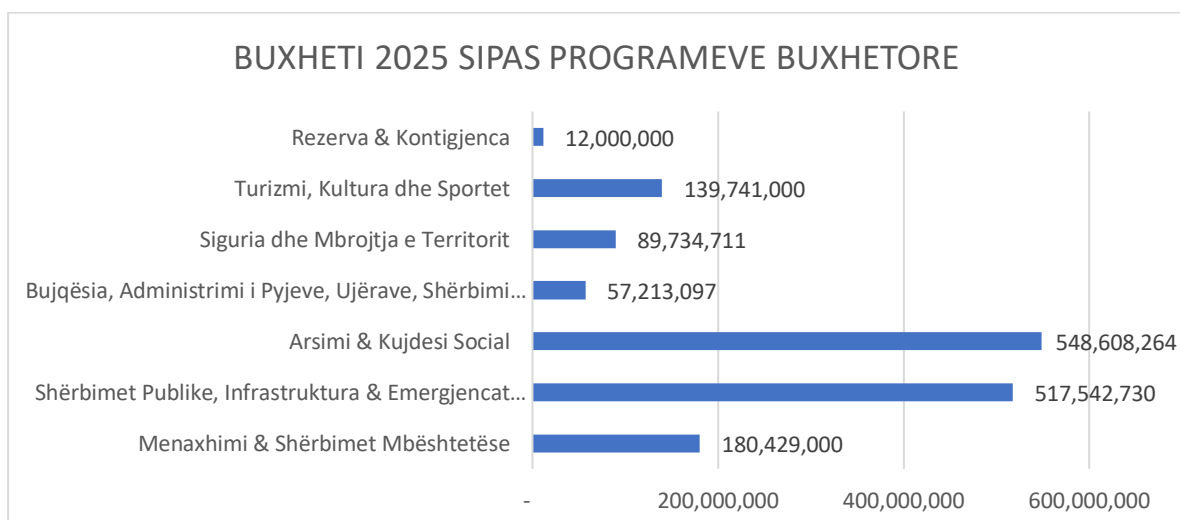 BUXHETI 2025 SIPAS PROGRAMEVE BUXHETORE
Rezerva & Kontigjenca 12,000,000
Turizmi, Kultura dhe Sportet 139,741,000
Siguria dhe Mbrojtja e Territorit 89,734,711
Bujqësia, Administrimi i Pyjeve, Ujërave, Shërbimi... 57,213,097
Arsimi & Kujdesi Social 548,608,264
Shërbimet Publike, Infrastruktura & Emergjencat... 517,542,730
Menaxhimi & Shërbimet Mbështetëse 180,429,000
- 200,000,000 400,000,000 600,000,000